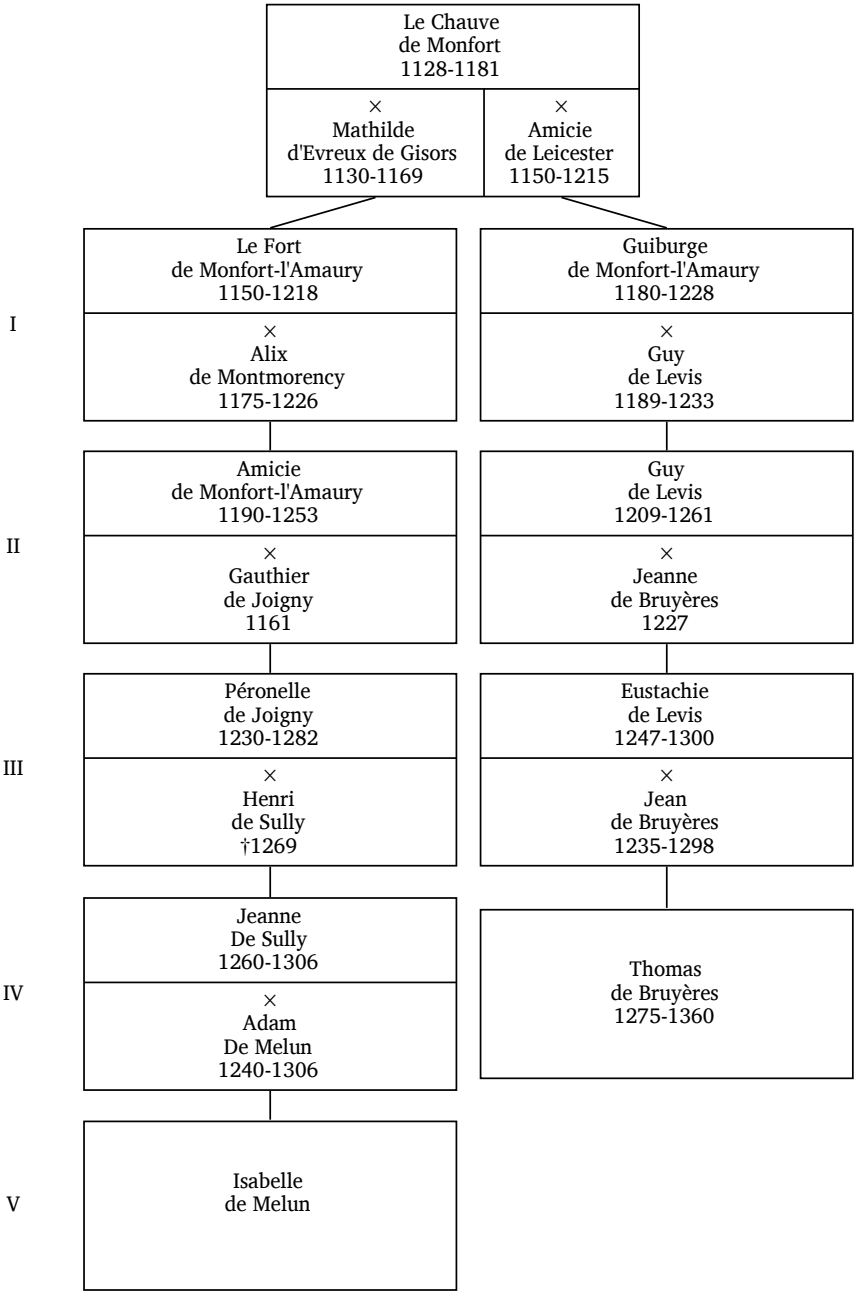 Le Chauve
de Monfort
1128-1181
×
Mathilde
d'Evreux de Gisors
1130-1169
×
Amicie
de Leicester
1150-1215
I
Le Fort
de Monfort-l'Amaury
1150-1218
×
Alix
de Montmorency
1175-1226
Guiburge
de Monfort-l'Amaury
1180-1228
×
Guy
de Levis
1189-1233
II
Amicie
de Monfort-l'Amaury
1190-1253
×
Gauthier
de Joigny
1161
Guy
de Levis
1209-1261
×
Jeanne
de Bruyères
1227
III
Péronelle
de Joigny
1230-1282
×
Henri
de Sully
†1269
Eustachie
de Levis
1247-1300
×
Jean
de Bruyères
1235-1298
IV
Jeanne
De Sully
1260-1306
×
Adam
De Melun
1240-1306
Thomas
de Bruyères
1275-1360
V
Isabelle
de Melun